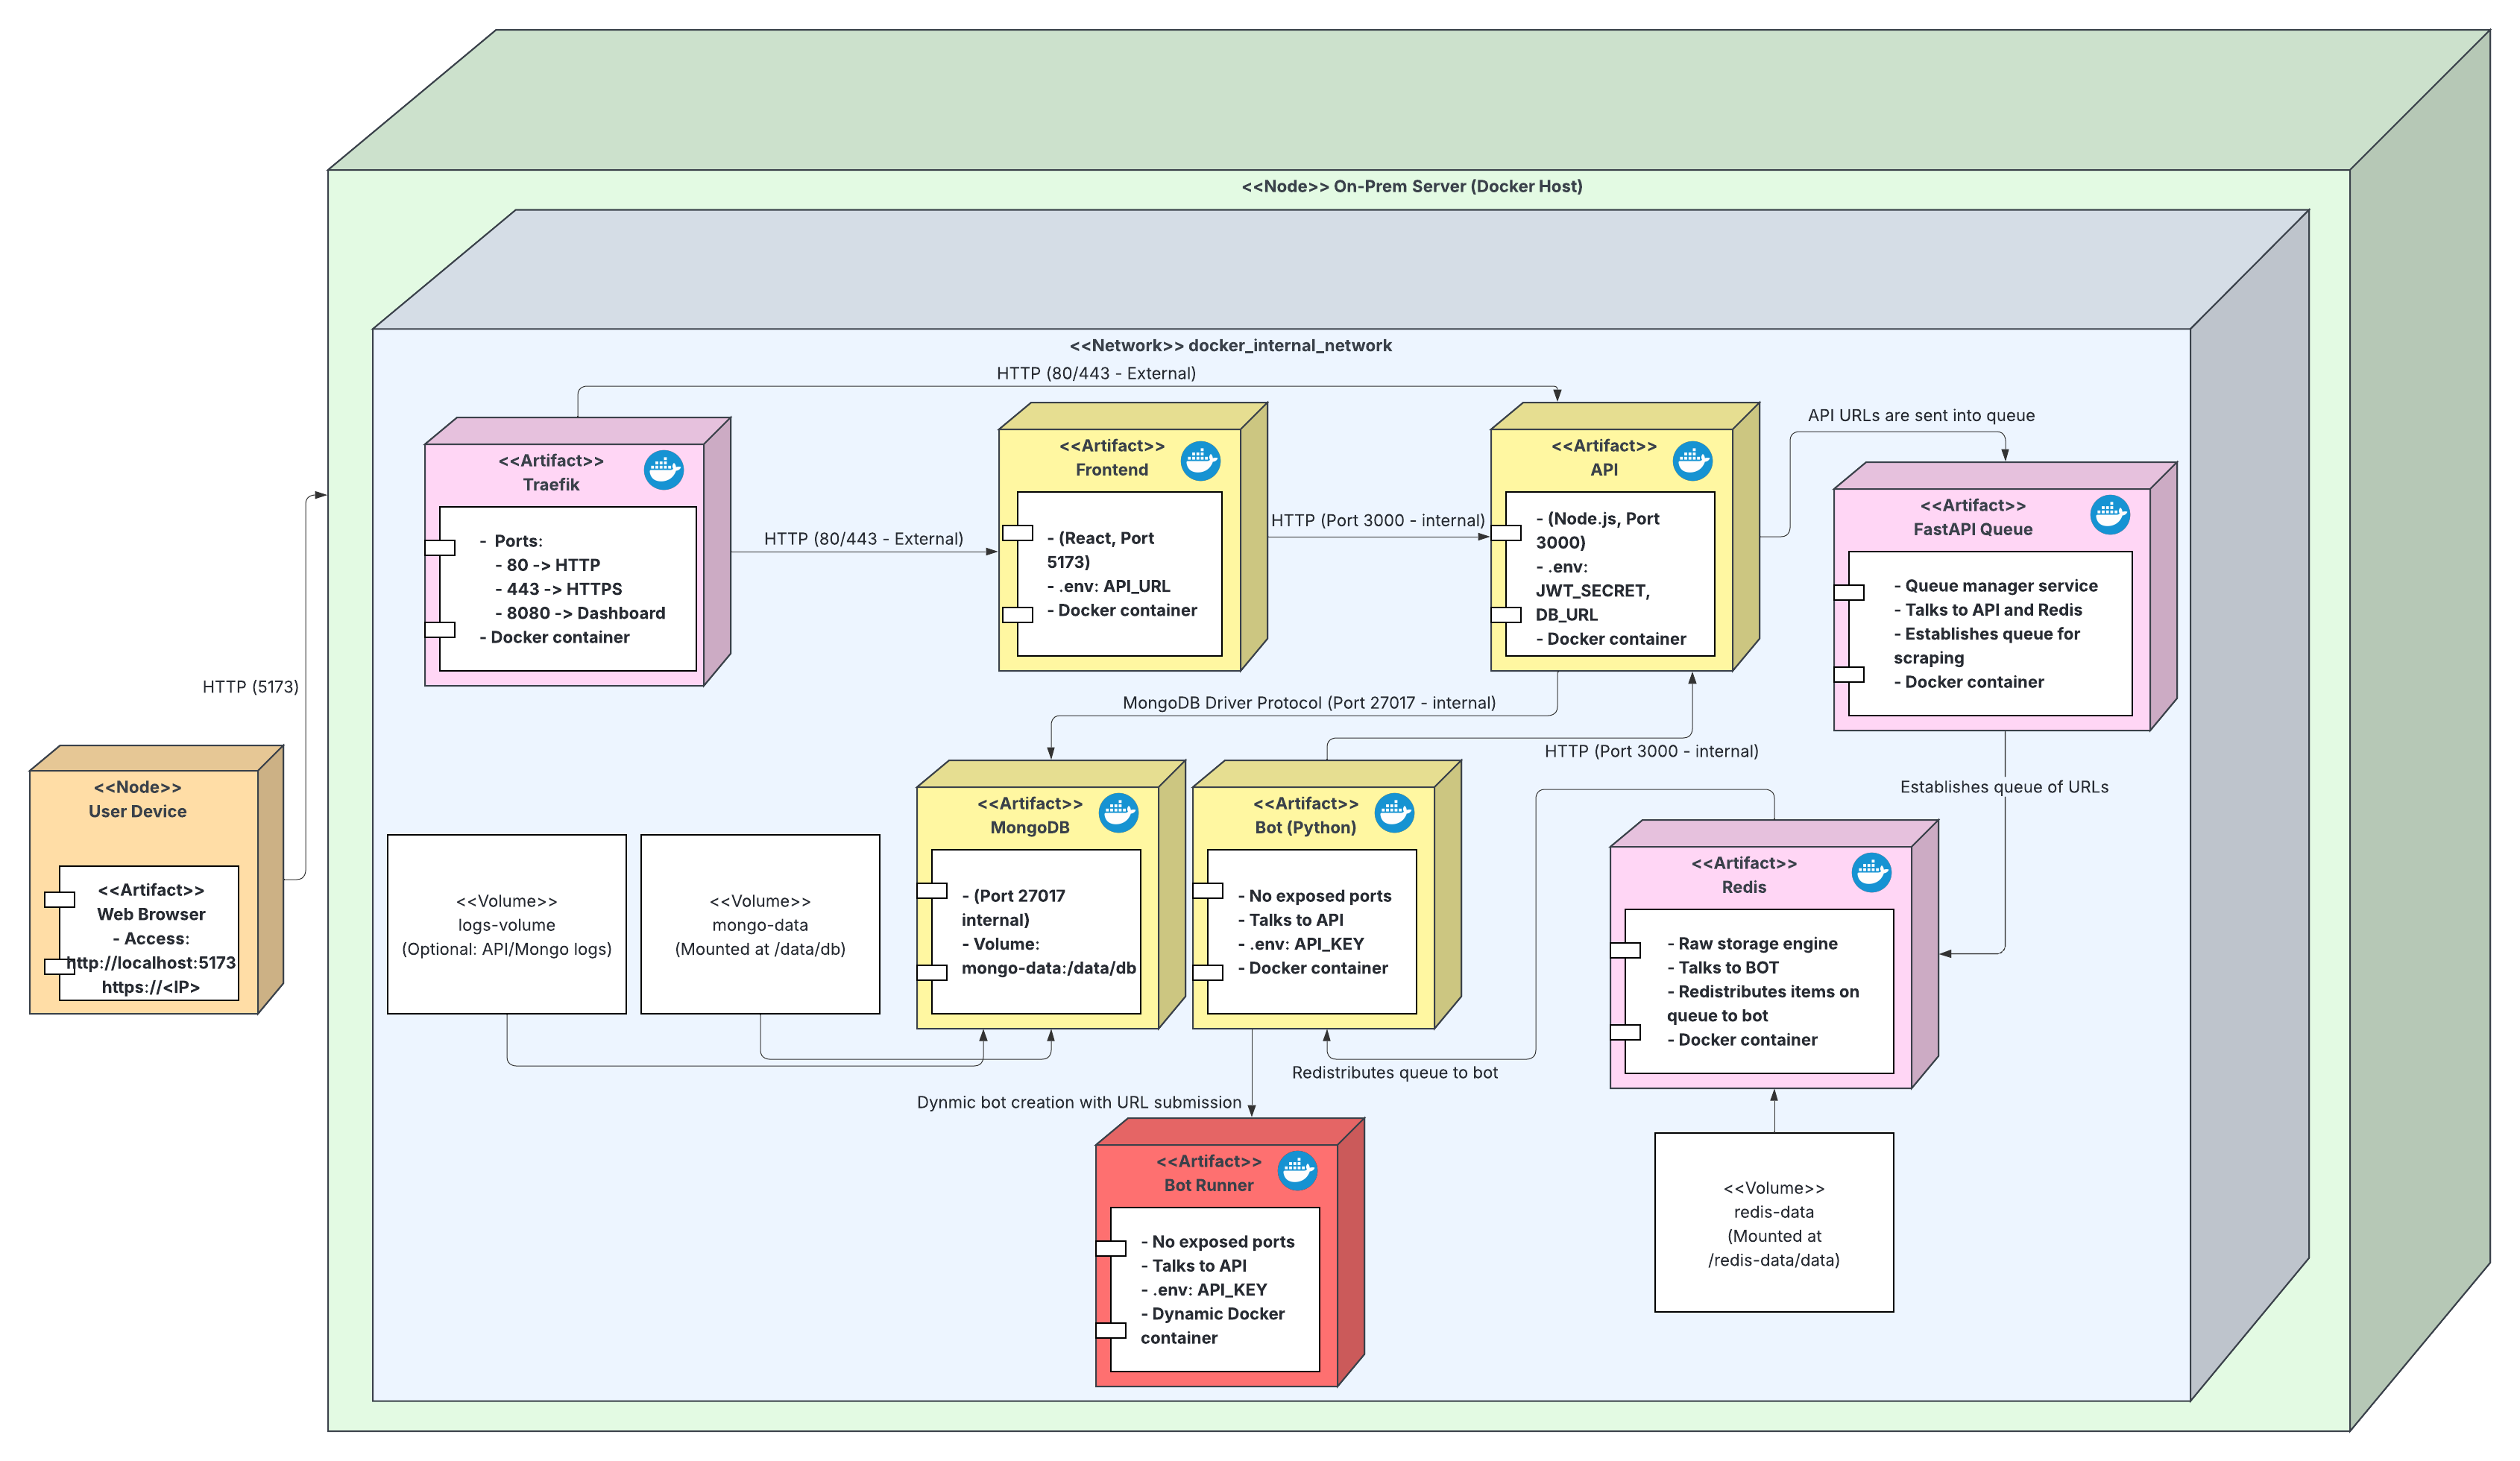 <<Node>> On-Prem Server (Docker Host)
<<Network>> docker_internal_network
HTTP (80/443 - External)
<<Artifact>>
Traefik
- Ports:
- 80 -> HTTP
- 443 -> HTTPS
- 8080 -> Dashboard
- Docker container
HTTP (80/443 - External)
<<Artifact>>
Frontend
- (React, Port
5173)
- .env: API_URL
- Docker container
HTTP (Port 3000 - internal)
<<Artifact>>
API
- (Node.js, Port
3000)
- .env:
JWT_SECRET,
DB_URL
- Docker container
API URLs are sent into queue
<<Artifact>>
FastAPI Queue
- Queue manager service
- Talks to API and Redis
- Establishes queue for
scraping
- Docker container
HTTP (5173)
MongoDB Driver Protocol (Port 27017 - internal)
HTTP (Port 3000 - internal)
Establishes queue of URLs
<<Node>>
User Device
<<Artifact>>
Web Browser
- Access:
http://localhost:5173
https://<IP>
<<Volume>>
logs-volume
(Optional: API/Mongo logs)
<<Volume>>
mongo-data
(Mounted at /data/db)
<<Artifact>>
MongoDB
- (Port 27017
internal)
- Volume:
mongo-data:/data/db
<<Artifact>>
Bot (Python)
- No exposed ports
- Talks to API
- .env: API_KEY
- Docker container
<<Artifact>>
Redis
- Raw storage engine
- Talks to BOT
- Redistributes items on
queue to bot
- Docker container
Redistributes queue to bot
Dynmic bot creation with URL submission
<<Artifact>>
Bot Runner
- No exposed ports
- Talks to API
- .env: API_KEY
- Dynamic Docker
container
<<Volume>>
redis-data
(Mounted at
/redis-data/data)